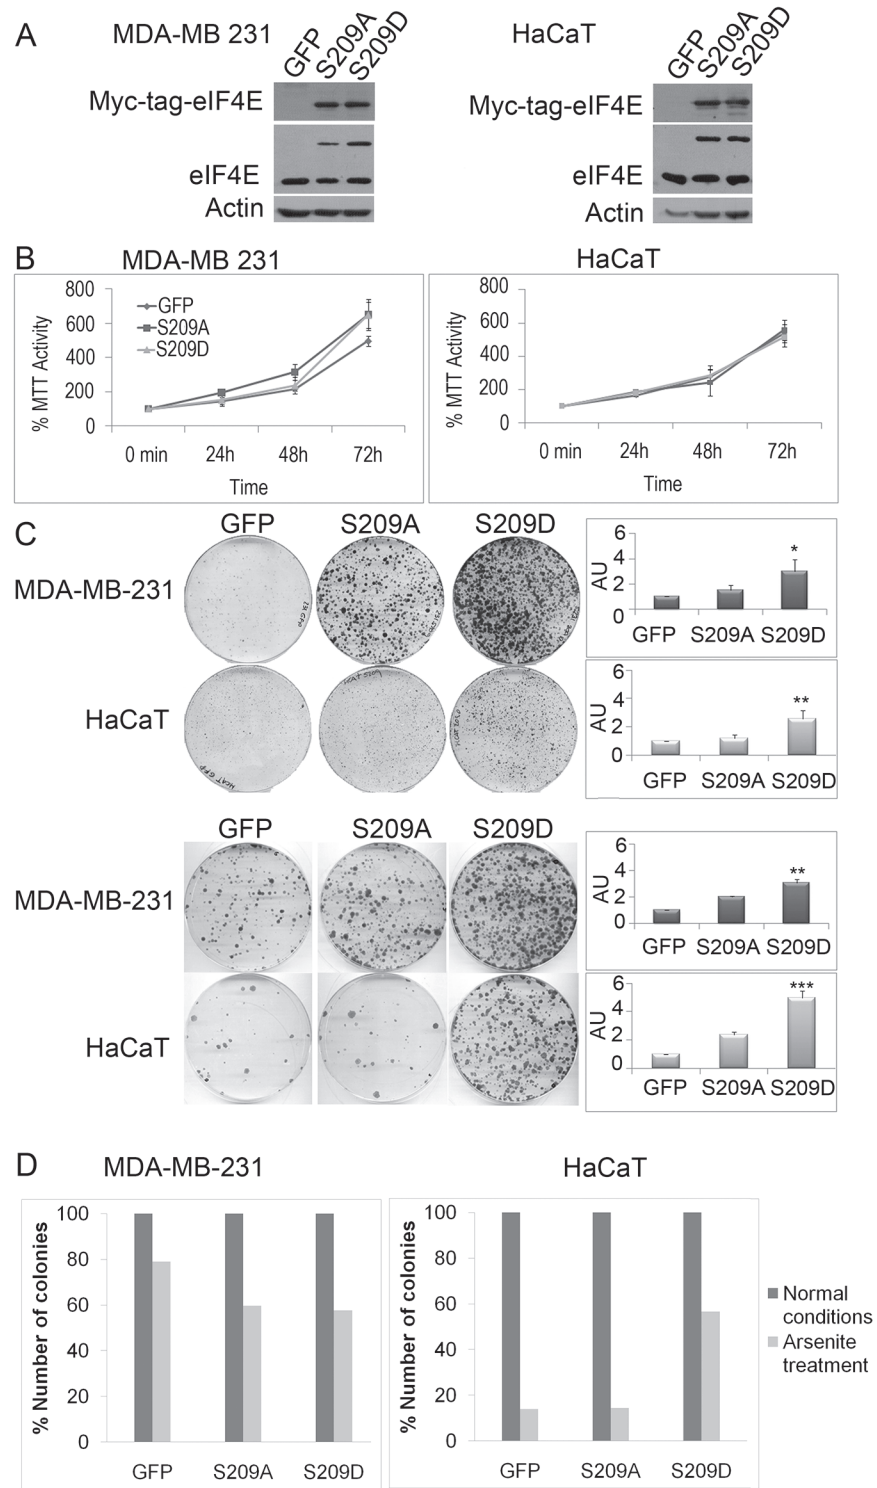 A MDA-MB 231 HaCaT
GFP S209A S209D GFP S209A S209D
Myc-tag-eIF4E Myc-tag-eIF4E
eIF4E eIF4E
Actin Actin
B MDA-MB 231 HaCaT
% MTT Activity
800
600
400
200
0
GFP
S209A
S209D
0 min 24h 48h 72h
Time
% MTT Activity
800
600
400
200
0
0 min 24h 48h 72h
Time
C GFP S209A S209D
MDA-MB-231
AU
6
4
2
0
*
GFP S209A S209D
HaCaT
HCAT GFP
AU
6
4
2
0
**
GFP S209A S209D
GFP S209A S209D
MDA-MB-231
AU
6
4
2
0
**
GFP S209A S209D
HaCaT
AU
6
4
2
0
***
GFP S209A S209D
D MDA-MB-231 HaCaT
% Number of colonies
100
80
60
40
20
0
GFP S209A S209D
% Number of colonies
100
80
60
40
20
0
GFP S209A S209D
Normal
conditions
Arsenite
treatment